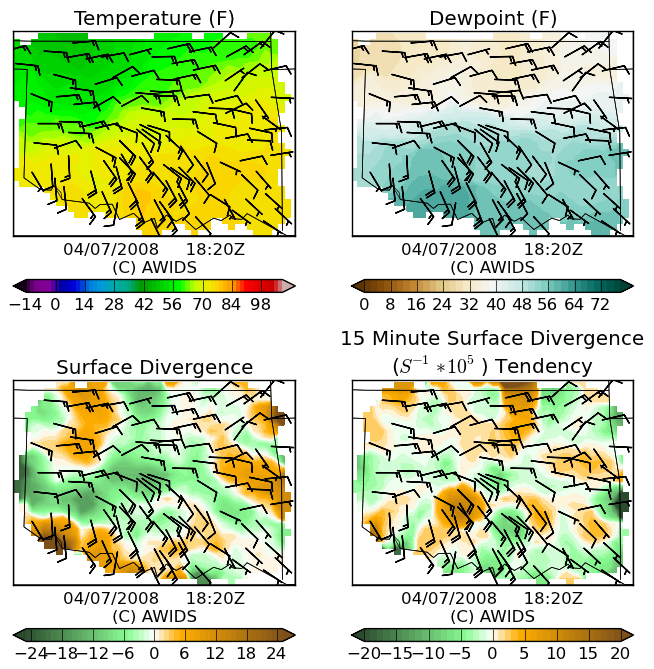 Temperature (F)
Dewpoint (F)
04/07/2008 18:20Z
(C) AWIDS
04/07/2008 18:20Z
(C) AWIDS
−14 0 14 28 42 56 70 84 98
0 8 16 24 32 40 48 56 64 72
Surface Divergence
15 Minute Surface Divergence
(S⁻¹ *10⁵ ) Tendency
04/07/2008 18:20Z
(C) AWIDS
04/07/2008 18:20Z
(C) AWIDS
−24 −18 −12 −6 0 6 12 18 24
−20 −15 −10 −5 0 5 10 15 20